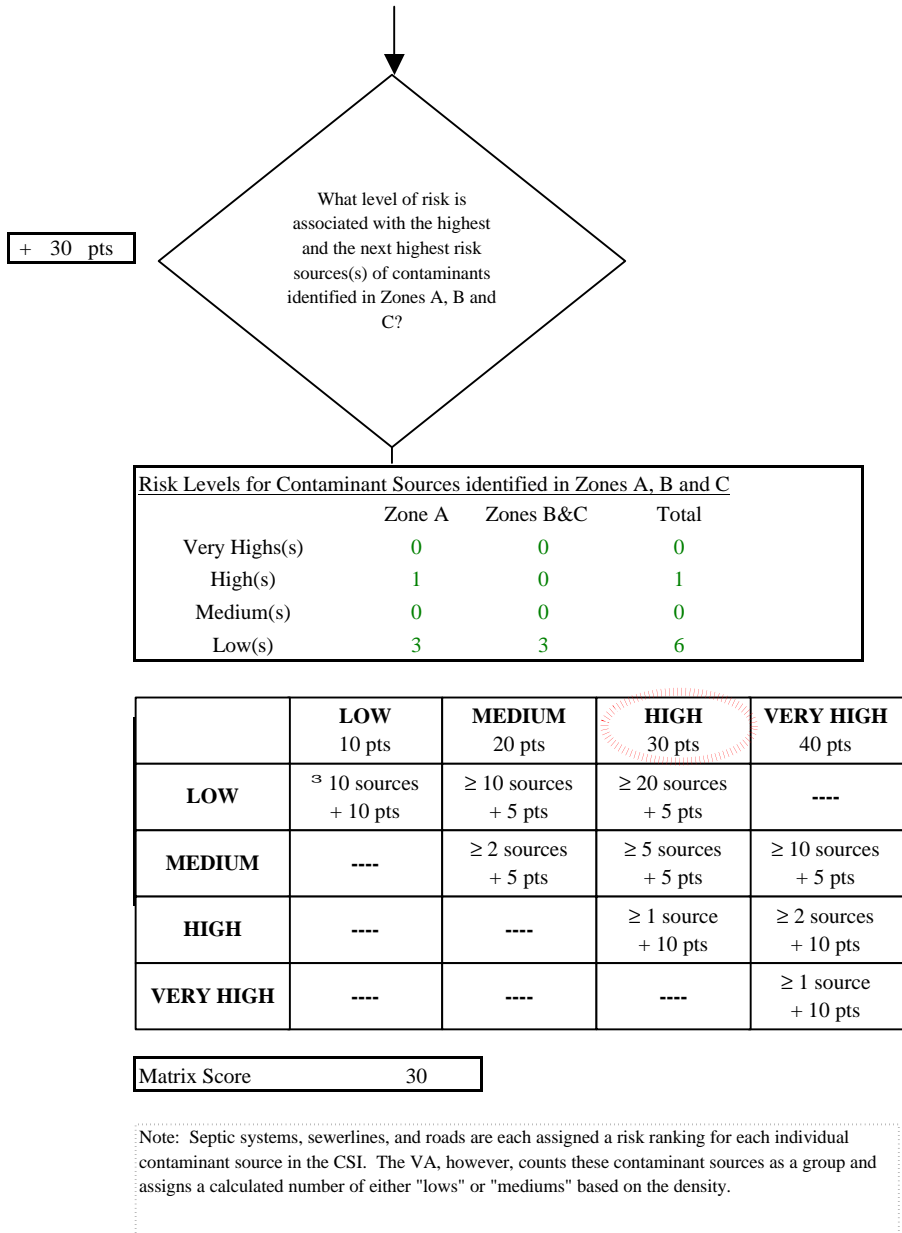 What level of risk is
associated with the highest
and the next highest risk
sources(s) of contaminants
identified in Zones A, B and
C?
+ 30 pts
Risk Levels for Contaminant Sources identified in Zones A, B and C
Zone A Zones B&C Total
Very Highs(s) 0 0 0
High(s) 1 0 1
Medium(s) 0 0 0
Low(s) 3 3 6
LOW MEDIUM HIGH VERY HIGH
10 pts 20 pts 30 pts 40 pts
LOW ³ 10 sources ≥ 10 sources ≥ 20 sources ----
+ 10 pts + 5 pts + 5 pts
MEDIUM ---- ≥ 2 sources ≥ 5 sources ≥ 10 sources
+ 5 pts + 5 pts + 5 pts
HIGH ---- ---- ≥ 1 source ≥ 2 sources
+ 10 pts + 10 pts
VERY HIGH ---- ---- ---- ≥ 1 source
+ 10 pts
Matrix Score 30
Note: Septic systems, sewerlines, and roads are each assigned a risk ranking for each individual
contaminant source in the CSI. The VA, however, counts these contaminant sources as a group and
assigns a calculated number of either "lows" or "mediums" based on the density.